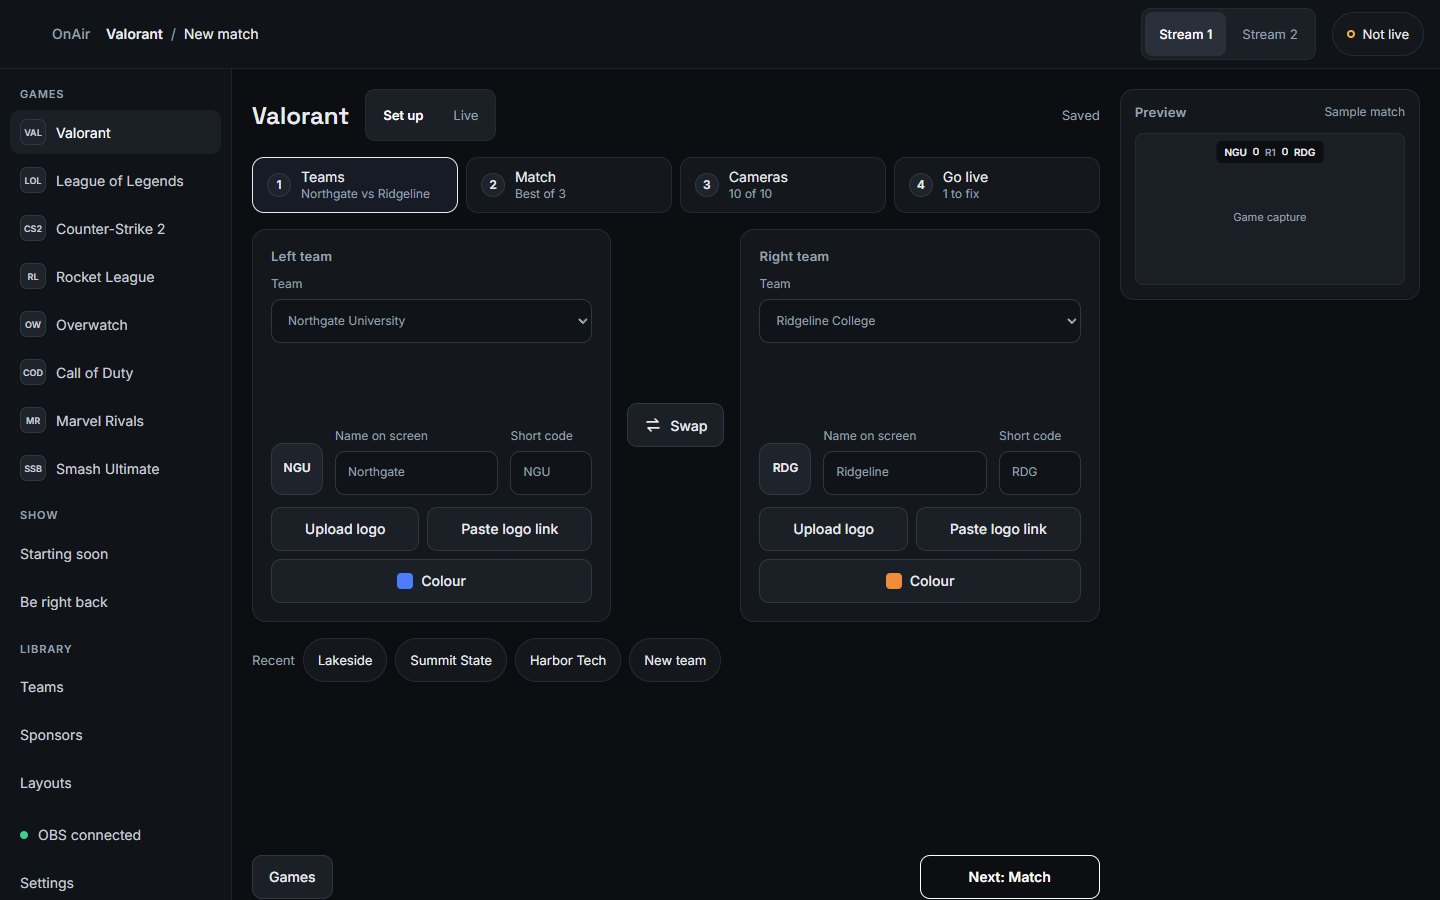 OnAir Valorant / New match
Stream 1 Stream 2 Not live
GAMES
VAL Valorant
LOL League of Legends
CS2 Counter-Strike 2
RL Rocket League
OW Overwatch
COD Call of Duty
MR Marvel Rivals
SSB Smash Ultimate
SHOW
Starting soon
Be right back
LIBRARY
Teams
Sponsors
Layouts
OBS connected
Settings
Valorant Set up Live Saved
1 Teams
Northgate vs Ridgeline
2 Match
Best of 3
3 Cameras
10 of 10
4 Go live
1 to fix
Left team
Team
Northgate University
Name on screen Short code
NGU Northgate NGU
Upload logo Paste logo link
Colour
Swap
Right team
Team
Ridgeline College
Name on screen Short code
RDG Ridgeline RDG
Upload logo Paste logo link
Colour
Recent Lakeside Summit State Harbor Tech New team
Games Next: Match
Preview Sample match
NGU 0 R1 0 RDG
Game capture